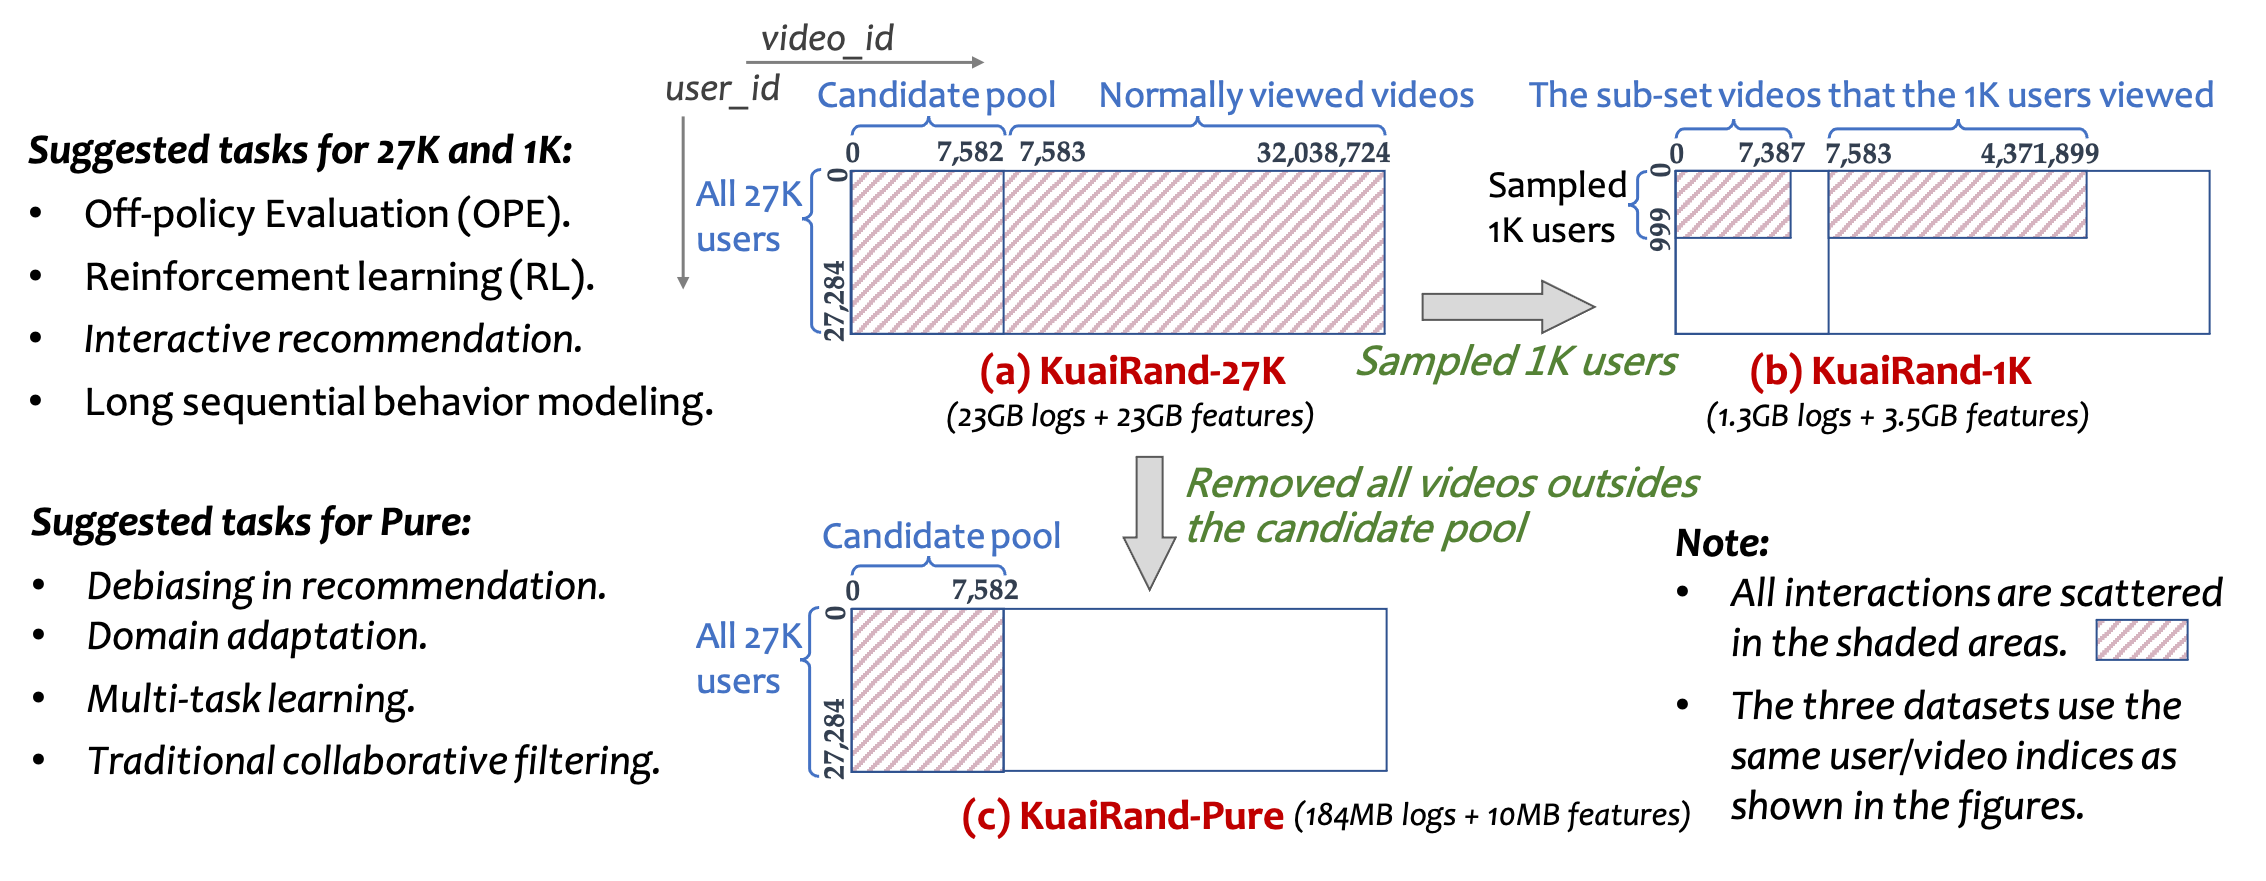 video_id
user_id
Suggested tasks for 27K and 1K:
• Off-policy Evaluation (OPE).
• Reinforcement learning (RL).
• Interactive recommendation.
• Long sequential behavior modeling.
Candidate pool
Normally viewed videos
0
7,582
7,583
32,038,724
All 27K
users
0
27,284
(a) KuaiRand-27K
(23GB logs + 23GB features)
Sampled 1K users
The sub-set videos that the 1K users viewed
0
7,387
7,583
4,371,899
Sampled
1K users
0
999
(b) KuaiRand-1K
(1.3GB logs + 3.5GB features)
Removed all videos outsides
the candidate pool
Suggested tasks for Pure:
• Debiasing in recommendation.
• Domain adaptation.
• Multi-task learning.
• Traditional collaborative filtering.
Candidate pool
0
7,582
All 27K
users
0
27,284
(c) KuaiRand-Pure (184MB logs + 10MB features)
Note:
• All interactions are scattered
in the shaded areas.
• The three datasets use the
same user/video indices as
shown in the figures.